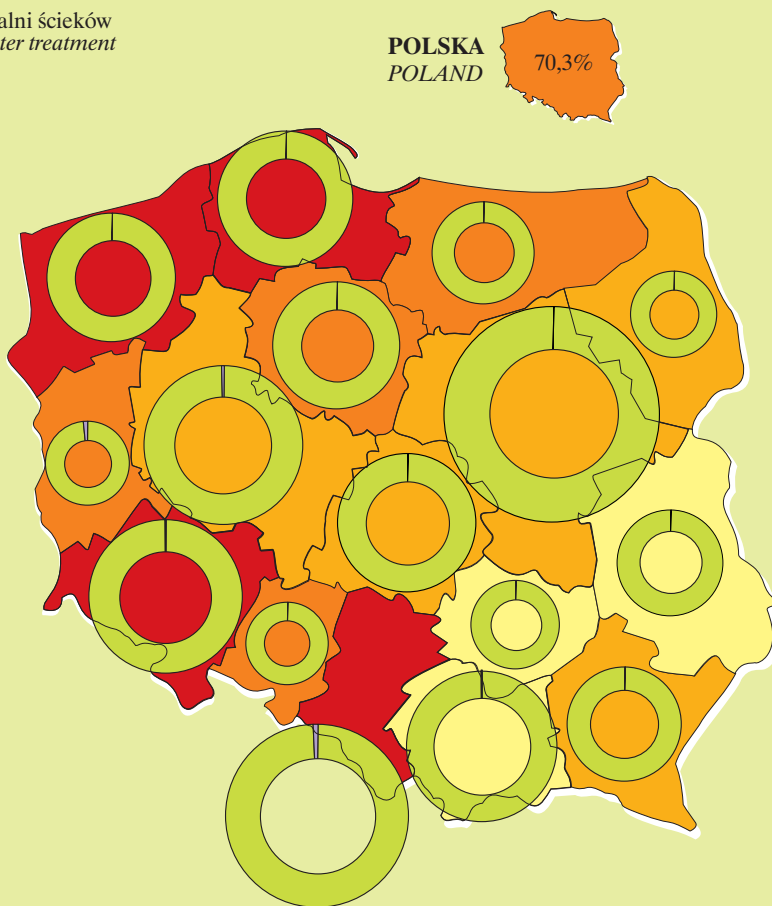 alni ścieków
ter treatment
POLSKA
POLAND
70,3%